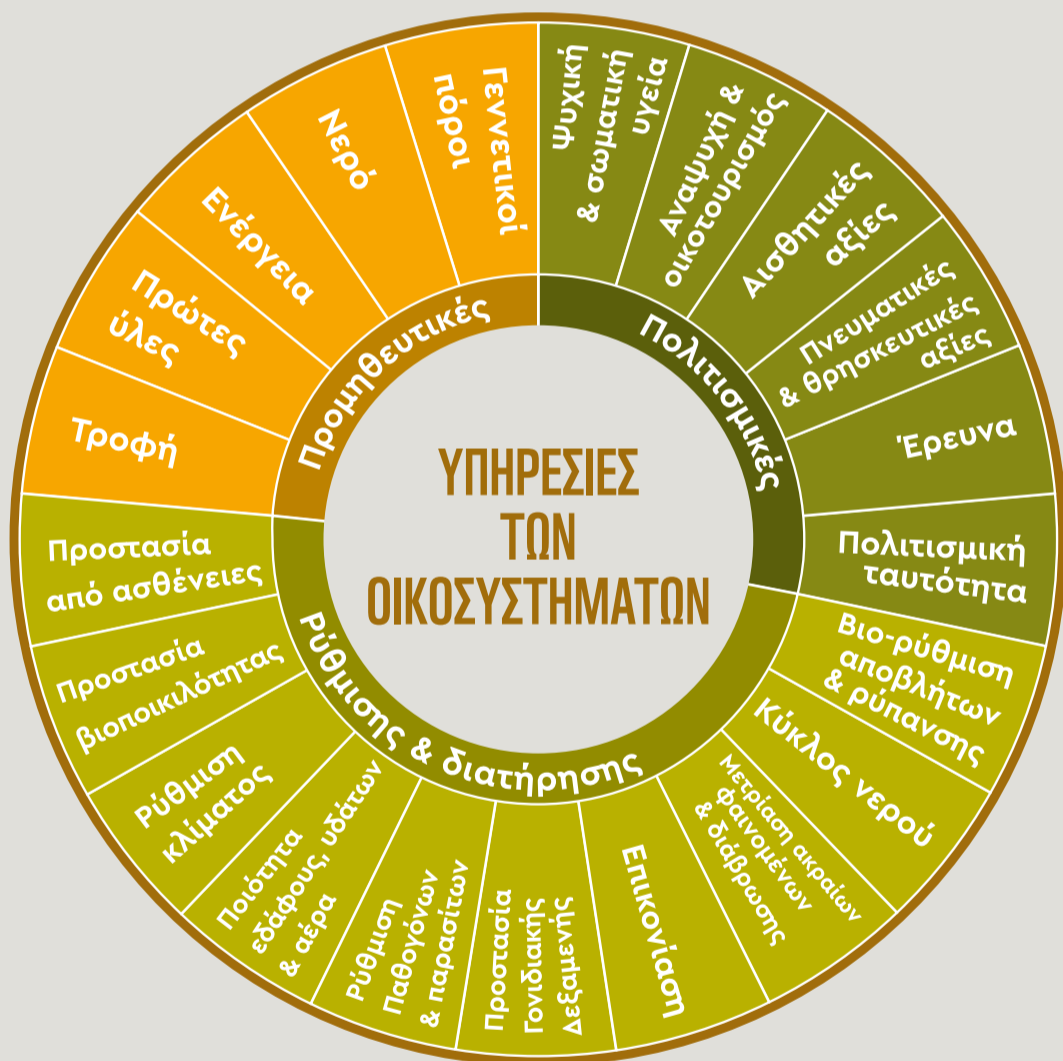 ΥΠΗΡΕΣΙΕΣ
ΤΩΝ
ΟΙΚΟΣΥΣΤΗΜΑΤΩΝ
Πολιτισμικές
Ψυχική
& σωματική
υγεία
Αναψυχή &
οικοτουρισμός
Αισθητικές
αξίες
Πνευματικές
& θρησκευτικές
αξίες
Έρευνα
Πολιτισμική
ταυτότητα
Ρύθμισης & διατήρησης
Βιο-ρύθμιση
αποβλήτων
& ρύπανσης
Κύκλος νερού
Μετρίαση ακραίων
φαινομένων
& διάβρωσης
Επικονίαση
Προστασία
Γονιδιακής
Δεξαμενής
Ρύθμιση
Παθογόνων
& παρασίτων
Ποιότητα
εδάφους, υδάτων
& αέρα
Ρύθμιση
κλίματος
Προστασία
βιοποικιλότητας
Προστασία
από ασθένειες
Προμηθευτικές
Τροφή
Πρώτες
ύλες
Ενέργεια
Νερό
Γεννετικοί
πόροι